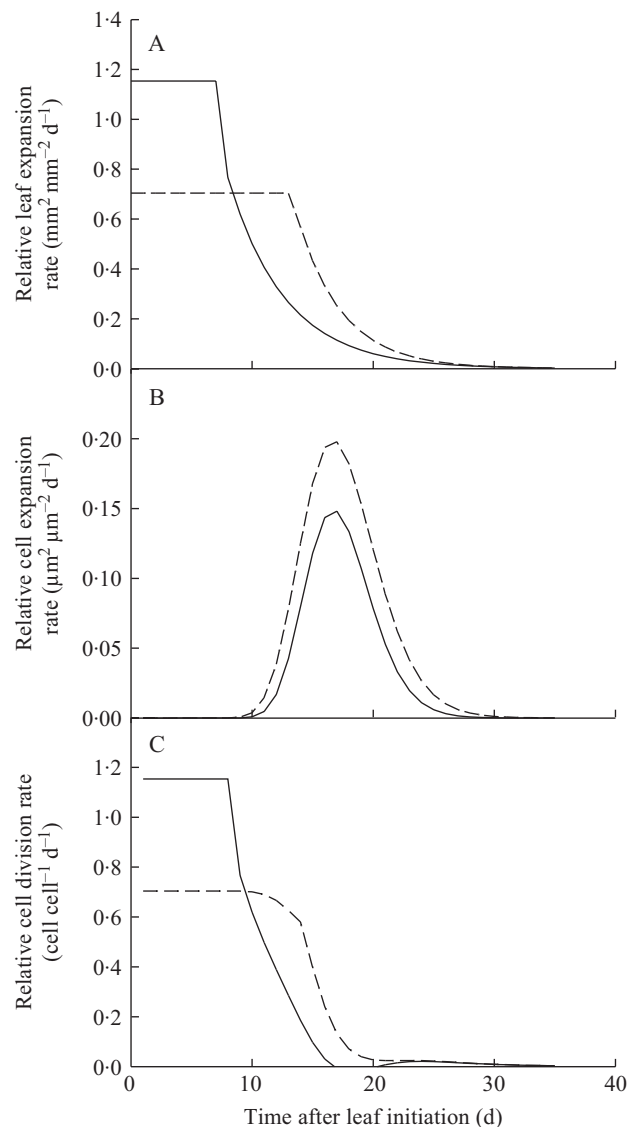 A
Relative leaf expansion
rate (mm² mm⁻² d⁻¹)
1·4
1·2
1·0
0·8
0·6
0·4
0·2
0·0
B
Relative cell expansion
rate (μm² μm⁻² d⁻¹)
0·20
0·15
0·10
0·05
0·00
C
Relative cell division rate
(cell cell⁻¹ d⁻¹)
1·2
1·0
0·8
0·6
0·4
0·2
0·0
0 10 20 30 40
Time after leaf initiation (d)